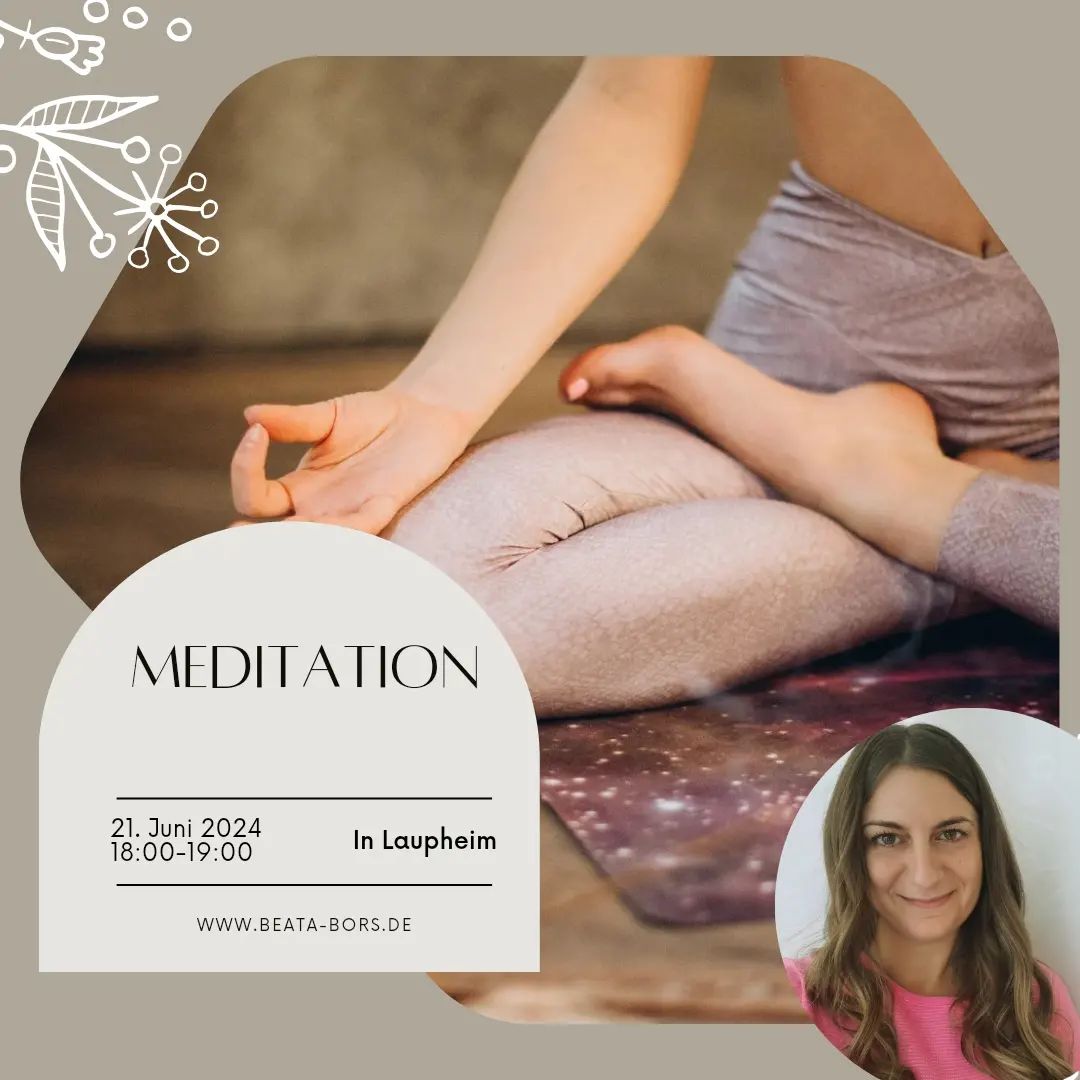 MEDITATION
21. Juni 2024
18:00-19:00
In Laupheim
WWW.BEATA-BORS.DE